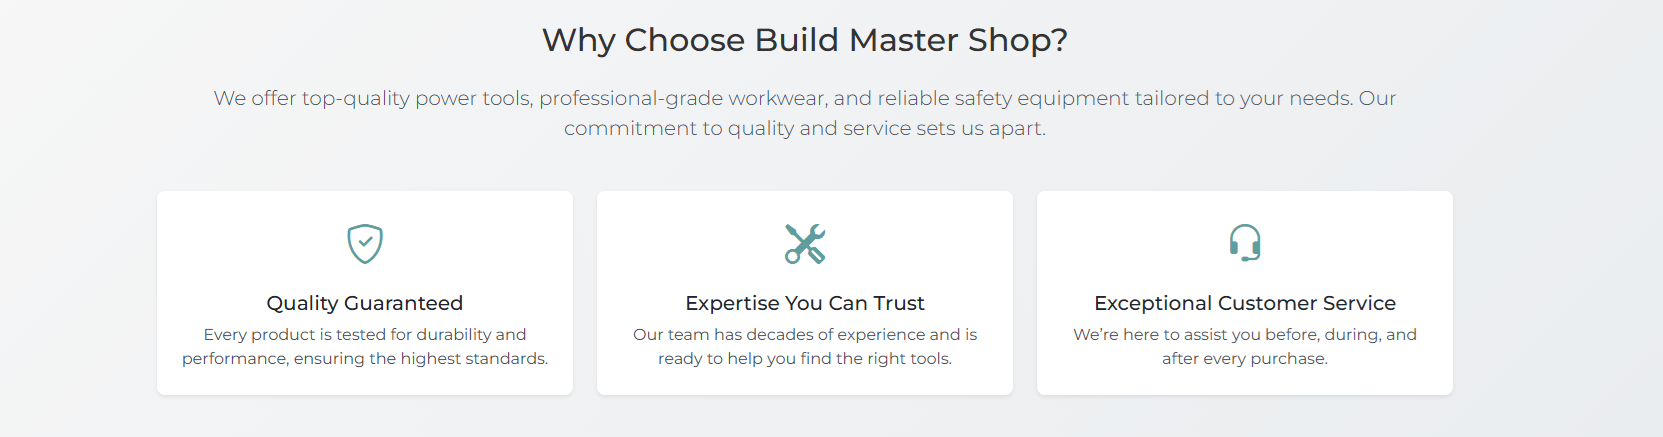 Why Choose Build Master Shop?
We offer top-quality power tools, professional-grade workwear, and reliable safety equipment tailored to your needs. Our
commitment to quality and service sets us apart.
Quality Guaranteed
Every product is tested for durability and
performance, ensuring the highest standards.
Expertise You Can Trust
Our team has decades of experience and is
ready to help you find the right tools.
Exceptional Customer Service
We’re here to assist you before, during, and
after every purchase.